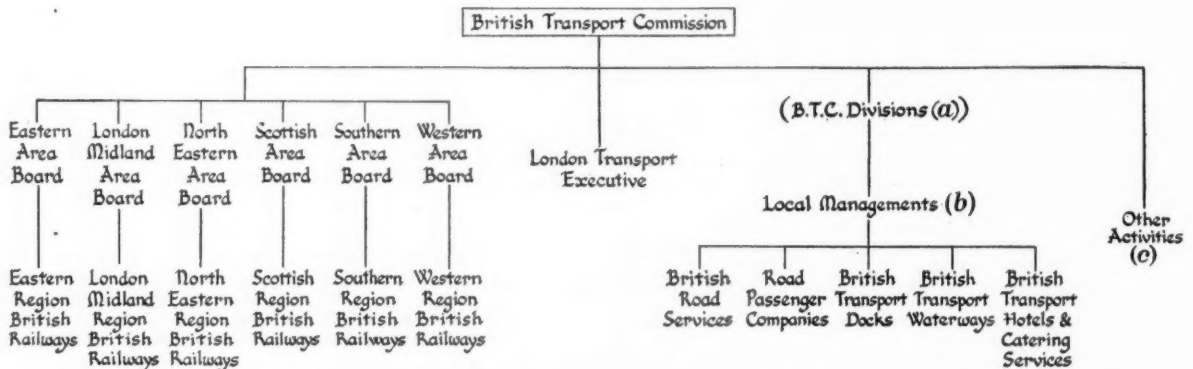 British Transport Commission
(B.T.C. Divisions (a))
Eastern
Area
Board
London
Midland
Area
Board
North
Eastern
Area
Board
Scottish
Area
Board
Southern
Area
Board
Western
Area
Board
London Transport
Executive
Local Managements (b)
Other
Activities
(c)
Eastern
Region
British
Railways
London
Midland
Region
British
Railways
North
Eastern
Region
British
Railways
Scottish
Region
British
Railways
Southern
Region
British
Railways
Western
Region
British
Railways
British
Road
Services
Road
Passenger
Companies
British
Transport
Docks
British
Transport
Waterways
British
Transport
Hotels &
Catering
Services